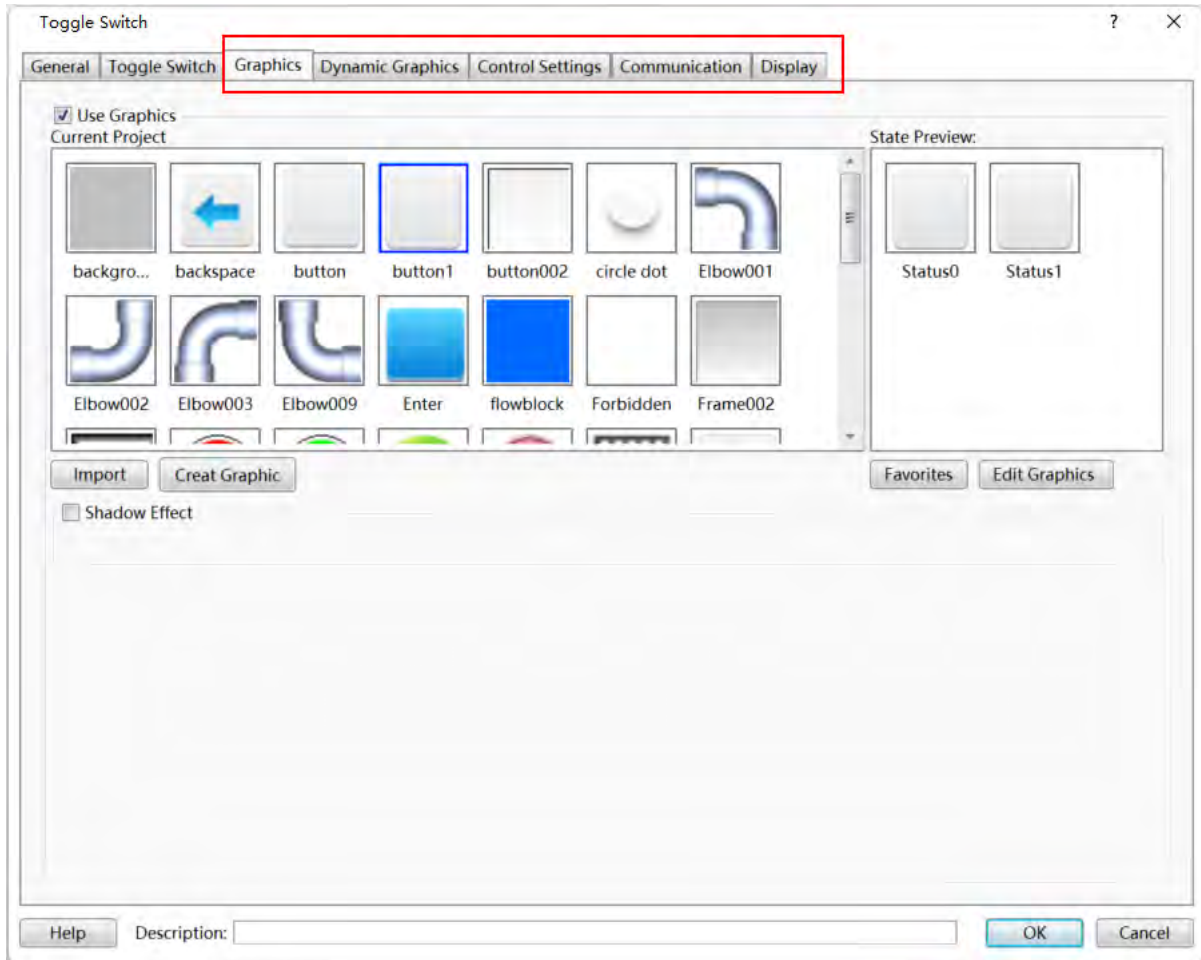 Toggle Switch ? ×
General Toggle Switch Graphics Dynamic Graphics Control Settings Communication Display
Use Graphics
Current Project State Preview:
backgro... backspace button button1 button002 circle dot Elbow001 Status0 Status1
Elbow002 Elbow003 Elbow009 Enter flowblock Forbidden Frame002
Import Creat Graphic Favorites Edit Graphics
Shadow Effect
Help Description: OK Cancel